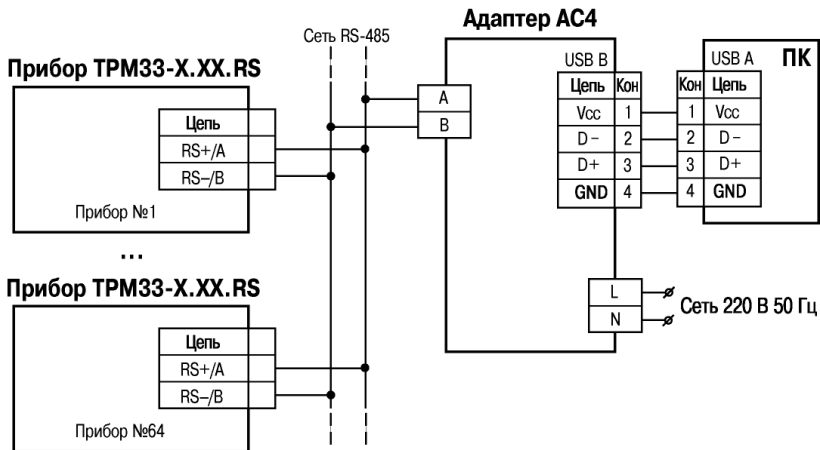 Адаптер АС4
Сеть RS-485
Прибор ТРМ33-Х.ХХ.RS
Цепь
RS+/A
RS–/B
Прибор №1
...
Прибор ТРМ33-Х.ХХ.RS
Цепь
RS+/A
RS–/B
Прибор №64
A
B
USB B
Цепь Кон
Vcc 1
D– 2
D+ 3
GND 4
L
N
Сеть 220 В 50 Гц
USB A
ПК
Кон Цепь
1 Vcc
2 D–
3 D+
4 GND